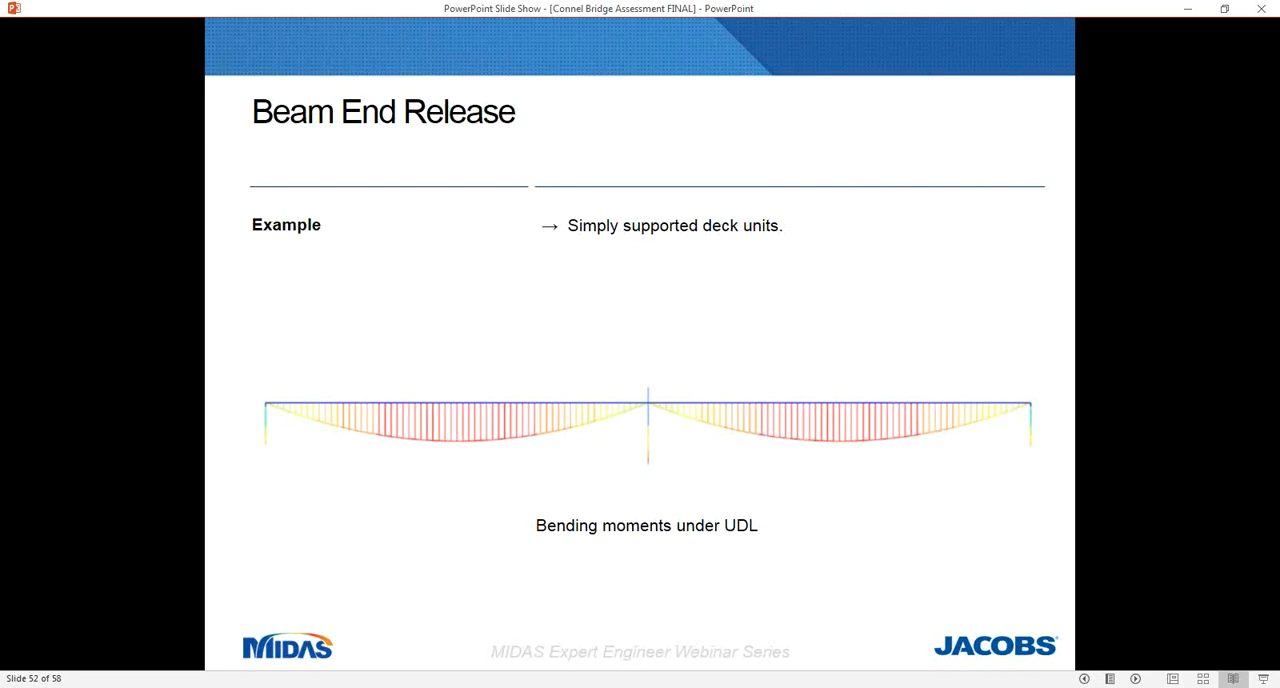 PowerPoint Slide Show - [Connel Bridge Assessment FINAL] - PowerPoint
Beam End Release
Example
→ Simply supported deck units.
Bending moments under UDL
MIDAS
MIDAS Expert Engineer Webinar Series
JACOBS
Slide 52 of 58